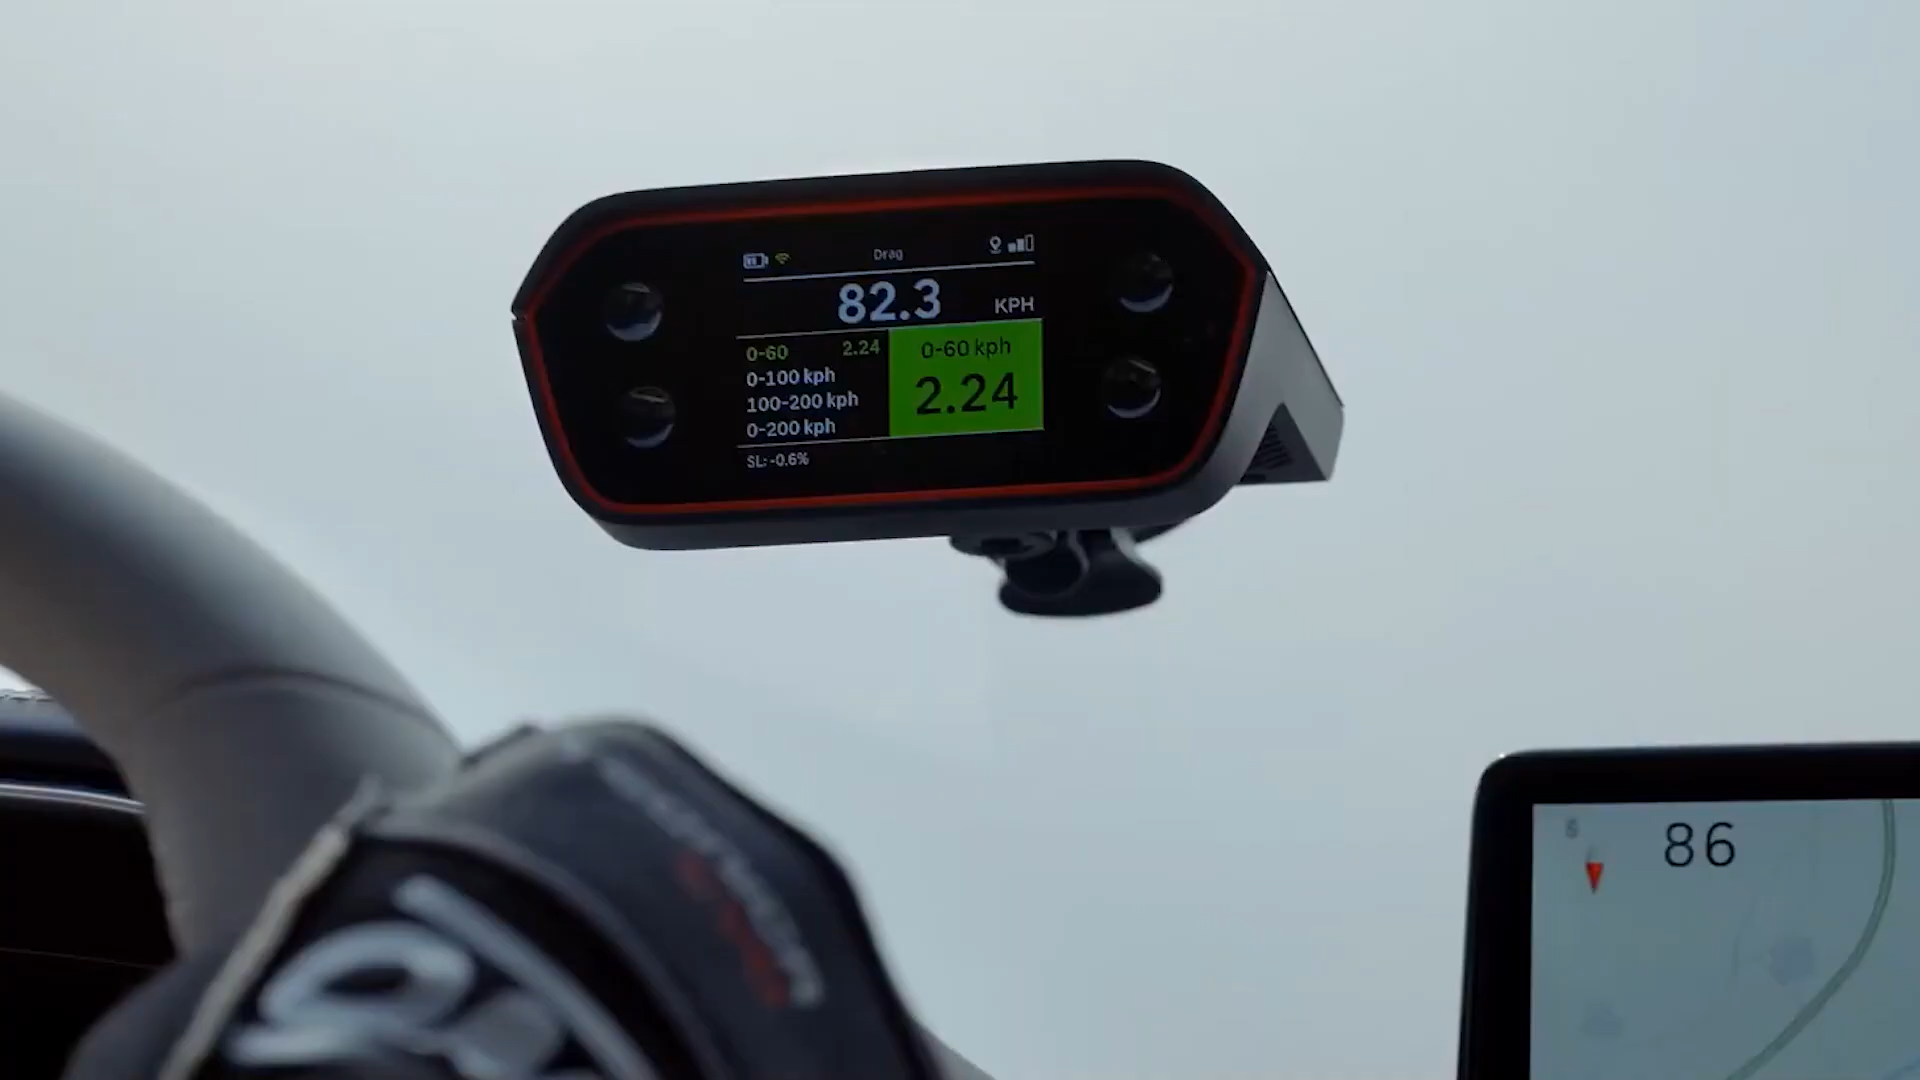 Drag
82.3 KPH
0-60 2.24
0-100 kph
100-200 kph
0-200 kph
0-60 kph
2.24
SL: -0.6%
86